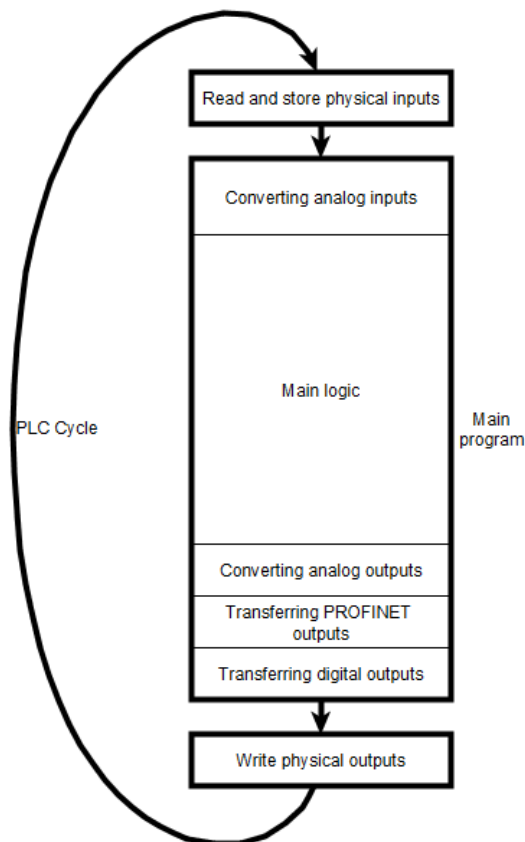 Read and store physical inputs
Converting analog inputs
Main logic
PLC Cycle
Main
program
Converting analog outputs
Transferring PROFINET
outputs
Transferring digital outputs
Write physical outputs